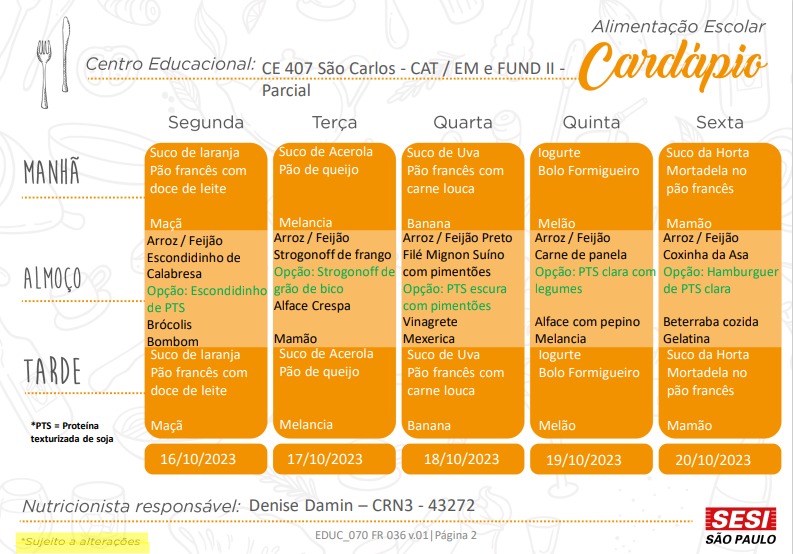 Alimentação Escolar
Cardápio
Centro Educacional: CE 407 São Carlos - CAT / EM e FUND II -
Parcial
Segunda
Terça
Quarta
Quinta
Sexta
MANHÃ
Suco de laranja
Pão francês com
doce de leite
Maçã
Suco de Acerola
Pão de queijo
Melancia
Suco de Uva
Pão francês com
carne louca
Banana
Iogurte
Bolo Formigueiro
Melão
Suco da Horta
Mortadela no
pão francês
Mamão
ALMOÇO
Arroz / Feijão
Escondidinho de
Calabresa
Opção: Escondidinho
de PTS
Brócolis
Bombom
Arroz / Feijão
Strogonoff de frango
Opção: Strogonoff de
grão de bico
Alface Crespa
Mamão
Arroz / Feijão Preto
Filé Mignon Suíno
com pimentões
Opção: PTS escura
com pimentões
Vinagrete
Mexerica
Arroz / Feijão
Carne de panela
Opção: PTS clara com
legumes
Alface com pepino
Melancia
Arroz / Feijão
Coxinha da Asa
Opção: Hamburguer
de PTS clara
Beterraba cozida
Gelatina
TARDE
Suco de laranja
Pão francês com
doce de leite
Maçã
Suco de Acerola
Pão de queijo
Melancia
Suco de Uva
Pão francês com
carne louca
Banana
Iogurte
Bolo Formigueiro
Melão
Suco da Horta
Mortadela no
pão francês
Mamão
*PTS = Proteína
texturizada de soja
16/10/2023
17/10/2023
18/10/2023
19/10/2023
20/10/2023
Nutricionista responsável: Denise Damin – CRN3 - 43272
*Sujeito a alterações
EDUC_070 FR 036 v.01|Página 2
SESI
SÃO PAULO